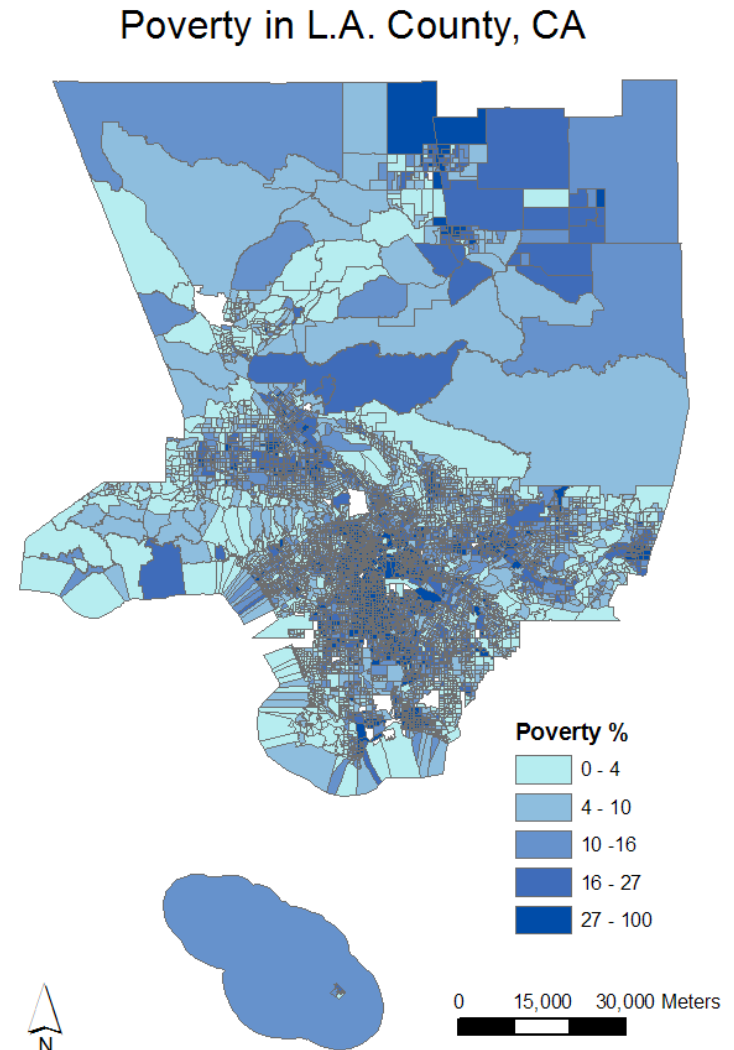 Poverty in L.A. County, CA
Poverty %
0 - 4
4 - 10
10 -16
16 - 27
27 - 100
0 15,000 30,000 Meters
N